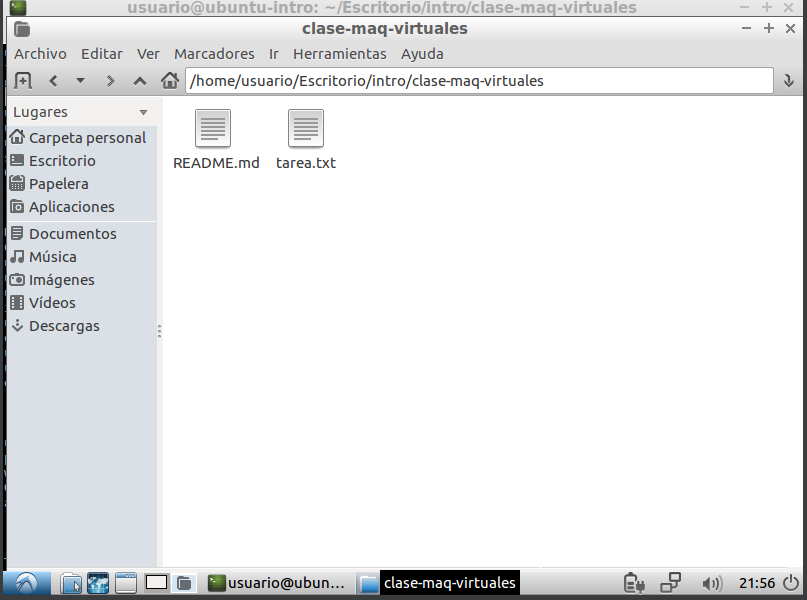 usuario@ubuntu-intro: ~/Escritorio/intro/clase-maq-virtuales
clase-maq-virtuales
Archivo Editar Ver Marcadores Ir Herramientas Ayuda
/home/usuario/Escritorio/intro/clase-maq-virtuales
Lugares
Carpeta personal
Escritorio
Papelera
Aplicaciones
Documentos
Música
Imágenes
Vídeos
Descargas
README.md tarea.txt
usuario@ubun... clase-maq-virtuales 21:56